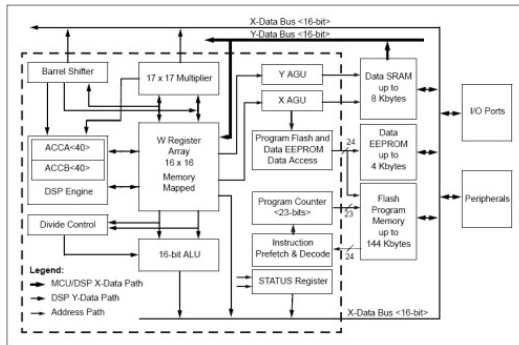 X-Data Bus <16-bit>
Y-Data Bus <16-bit>
Barrel Shifter
17 x 17 Multiplier
Y AGU
X AGU
Data SRAM
up to
8 Kbytes
I/O Ports
ACCA<40>
ACCB<40>
DSP Engine
W Register
Array
16 x 16
Memory
Mapped
Program Flash and
Data EEPROM
Data Access
24
Data
EEPROM
up to
4 Kbytes
Peripherals
Program Counter
<23-bits>
23
Flash
Program
Memory
up to
144 Kbytes
Divide Control
16-bit ALU
Instruction
Prefetch & Decode
24
STATUS Register
Legend:
MCU/DSP X-Data Path
DSP Y-Data Path
Address Path
X-Data Bus <16-bit>